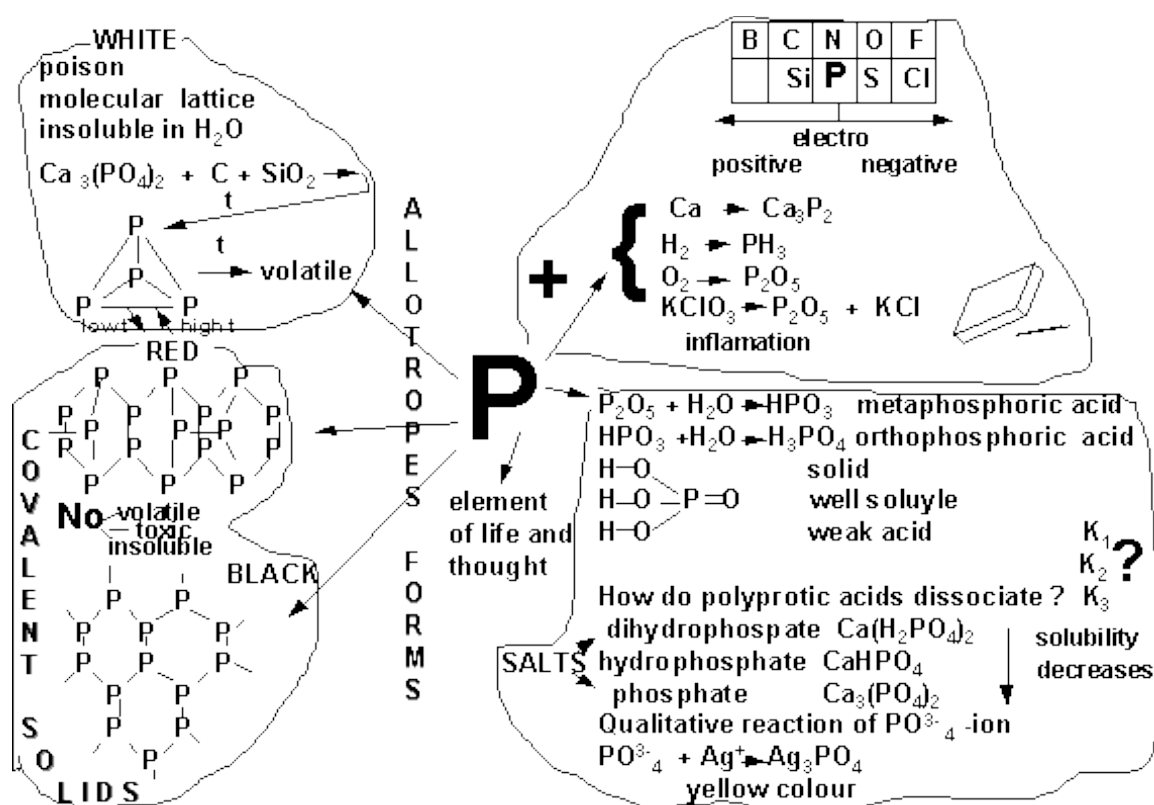 WHITE
poison
molecular lattice
insoluble in H₂O
Ca₃(PO₄)₂ + C + SiO₂
t
t
P
P
P P
volatile
low t high t
RED
P P P
P P P P P
P P P P P
P P P P
No
volatile
toxic
insoluble
BLACK
P P
P P P
P P P
P P
P P
P P
P
COVALENT SOLIDS
ALLOTROPES FORMS
P
element
of life and
thought
B C N O F
Si P S Cl
electro
positive negative
+
{
Ca Ca₃P₂
H₂ PH₃
O₂ P₂O₅
KClO₃ P₂O₅ + KCl
inflamation
P₂O₅ + H₂O HPO₃ metaphosphoric acid
HPO₃ +H₂O H₃PO₄ orthophosphoric acid
H–O solid
H–O–P=O well soluyle
H–O weak acid
K₁
K₂ ?
K₃
How do polyprotic acids dissociate ?
dihydrophospate Ca(H₂PO₄)₂
SALTS hydrophosphate CaHPO₄
phosphate Ca₃(PO₄)₂
solubility
decreases
Qualitative reaction of PO³⁻₄ -ion
PO³⁻₄ + Ag⁺ Ag₃PO₄
yellow colour